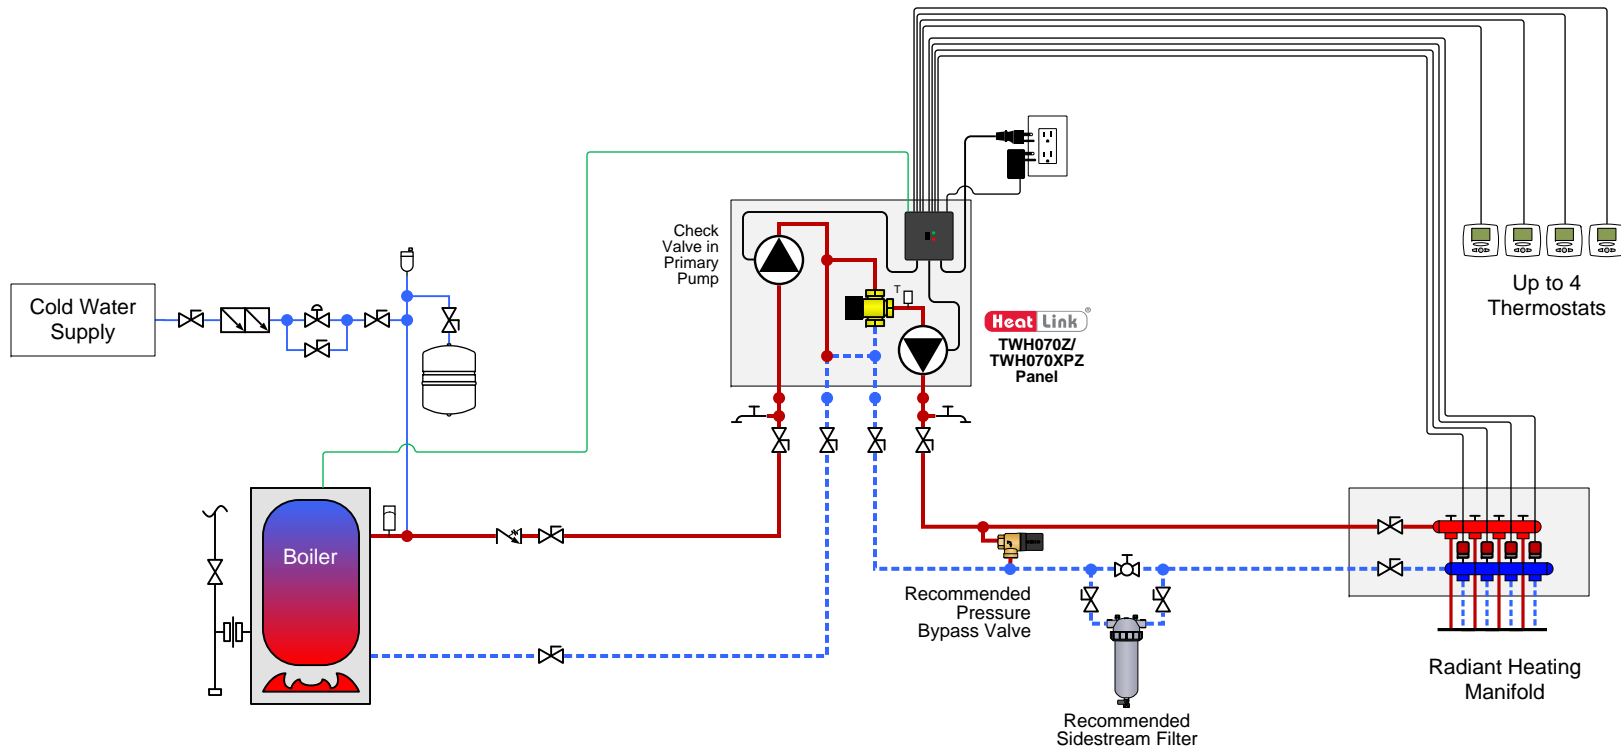 Check
Valve in
Primary
Pump
T
Heat Link®
TWH070Z/
TWH070XPZ
Panel
Cold Water
Supply
Up to 4
Thermostats
Boiler
Recommended
Pressure
Bypass Valve
Recommended
Sidestream Filter
Radiant Heating
Manifold